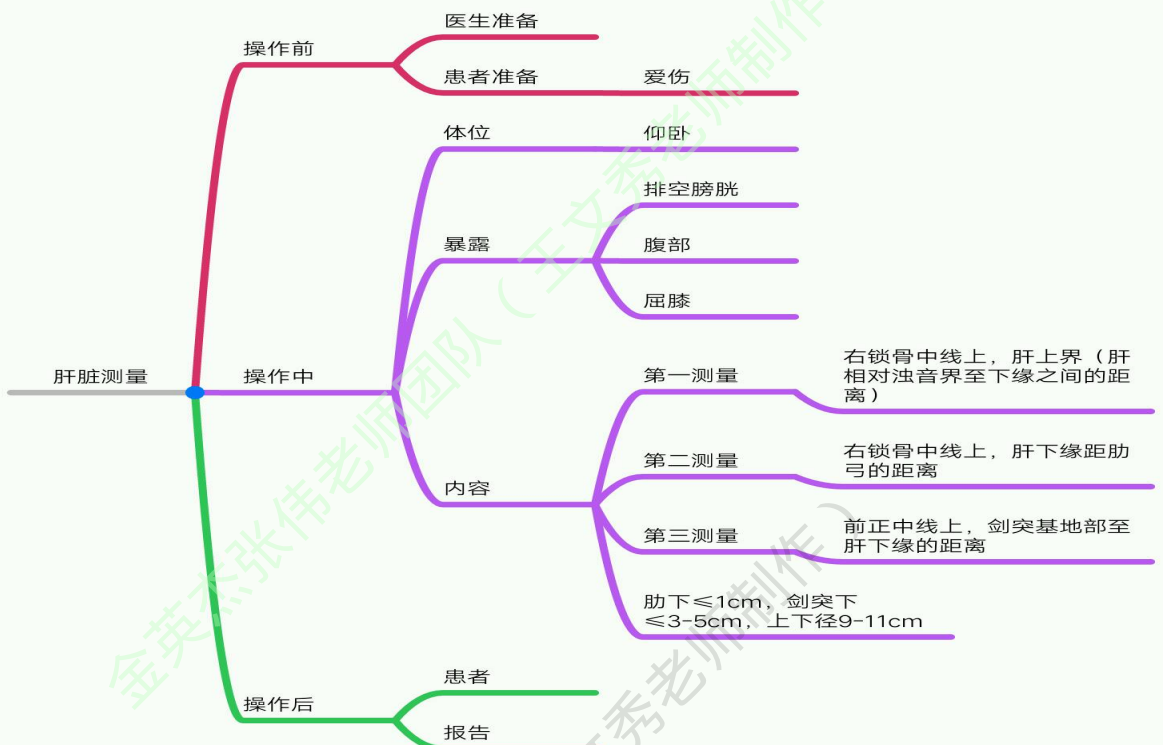 医生准备
操作前
患者准备
爱伤
体位
仰卧
排空膀胱
暴露
腹部
屈膝
肝脏测量
操作中
第一测量
右锁骨中线上，肝上界（肝
相对浊音界至下缘之间的距
离）
第二测量
右锁骨中线上，肝下缘距肋
弓的距离
内容
第三测量
前正中线上，剑突基地部至
肝下缘的距离
肋下≤1cm，剑突下
≤3-5cm，上下径9-11cm
患者
操作后
报告
金英杰张伟老师团队（王文秀老师制作
秀老师制作）